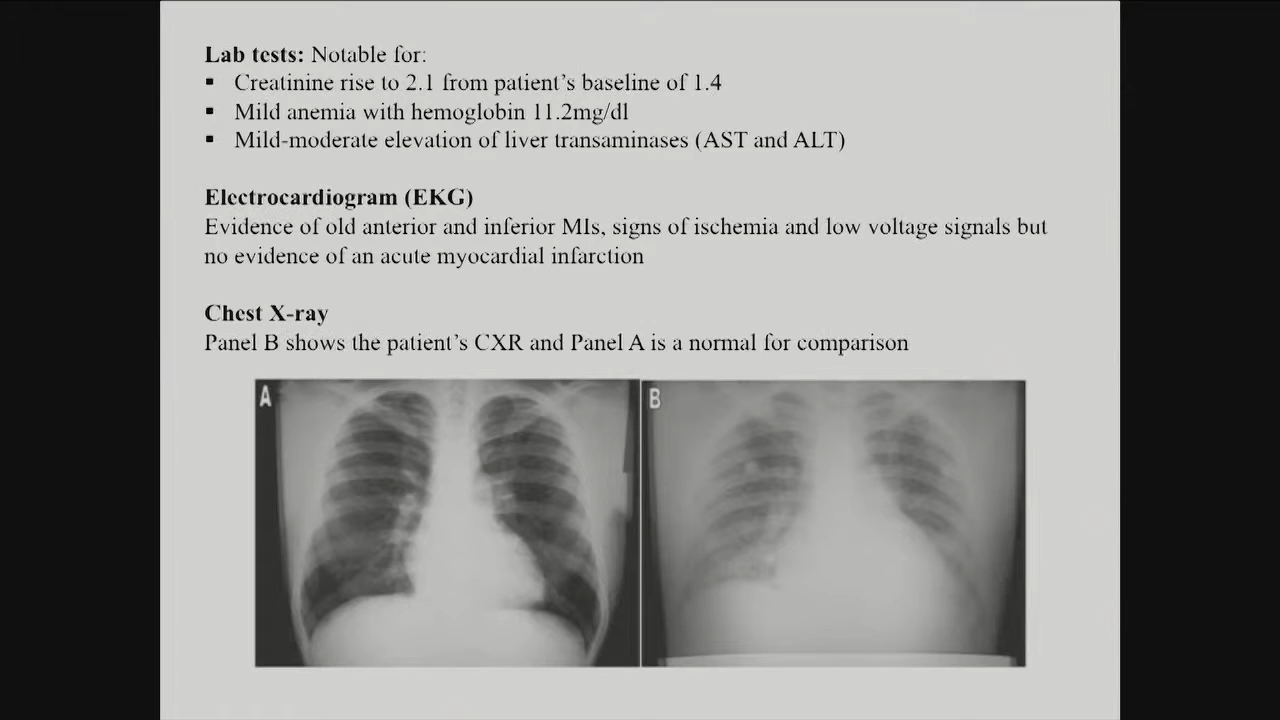 Lab tests: Notable for:
▪ Creatinine rise to 2.1 from patient's baseline of 1.4
▪ Mild anemia with hemoglobin 11.2mg/dl
▪ Mild-moderate elevation of liver transaminases (AST and ALT)
Electrocardiogram (EKG)
Evidence of old anterior and inferior MIs, signs of ischemia and low voltage signals but
no evidence of an acute myocardial infarction
Chest X-ray
Panel B shows the patient's CXR and Panel A is a normal for comparison
A B